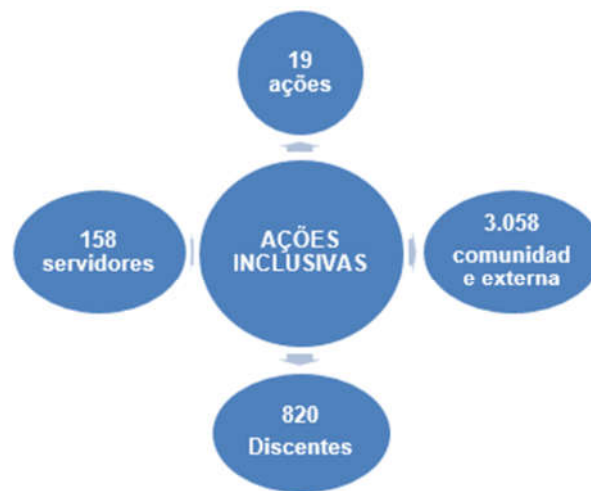 19
ações
158
servidores
AÇÕES
INCLUSIVAS
3.058
comunidad
e externa
820
Discentes